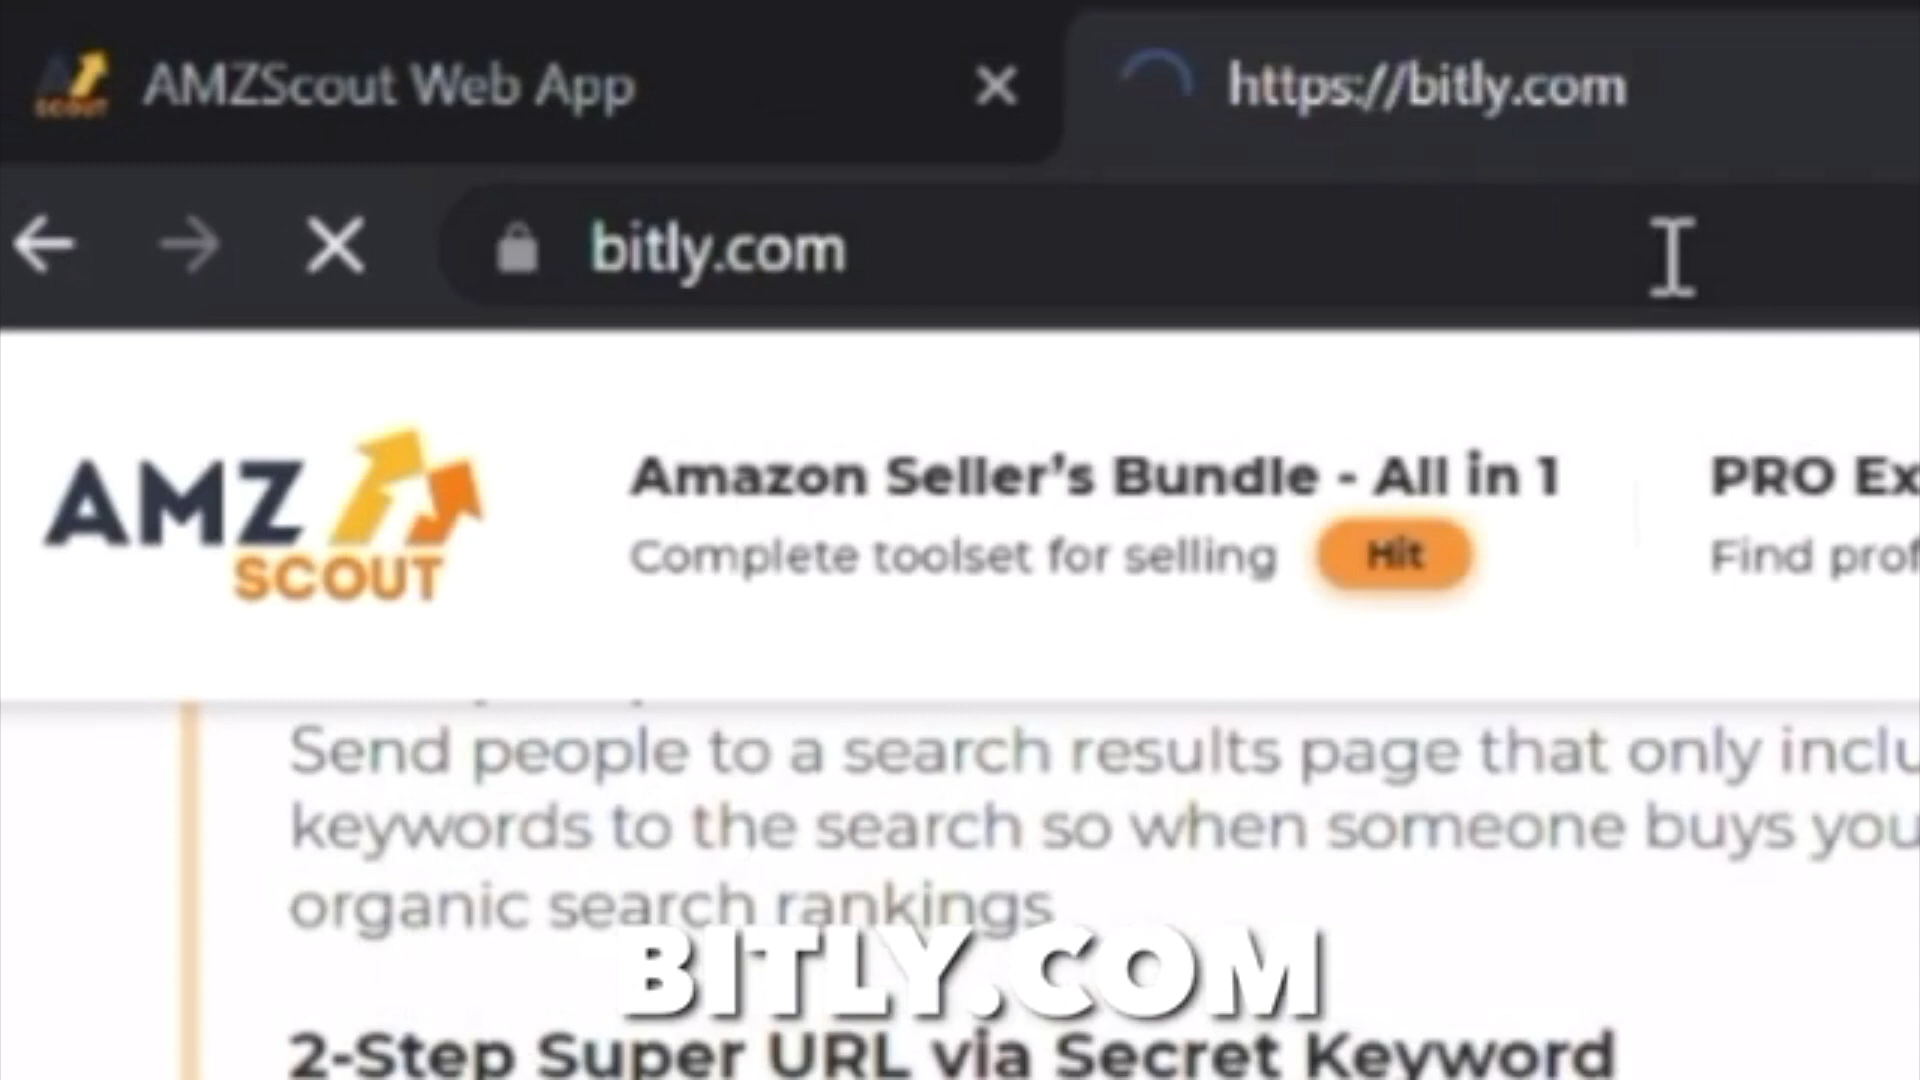 AMZScout Web App
https://bitly.com
bitly.com
AMZ
SCOUT
Amazon Seller's Bundle - All in 1
Complete toolset for selling
Hit
PRO Ex
Find prof
Send people to a search results page that only inclu
keywords to the search so when someone buys you
organic search rankings
BITLY.COM
2-Step Super URL via Secret Keyword